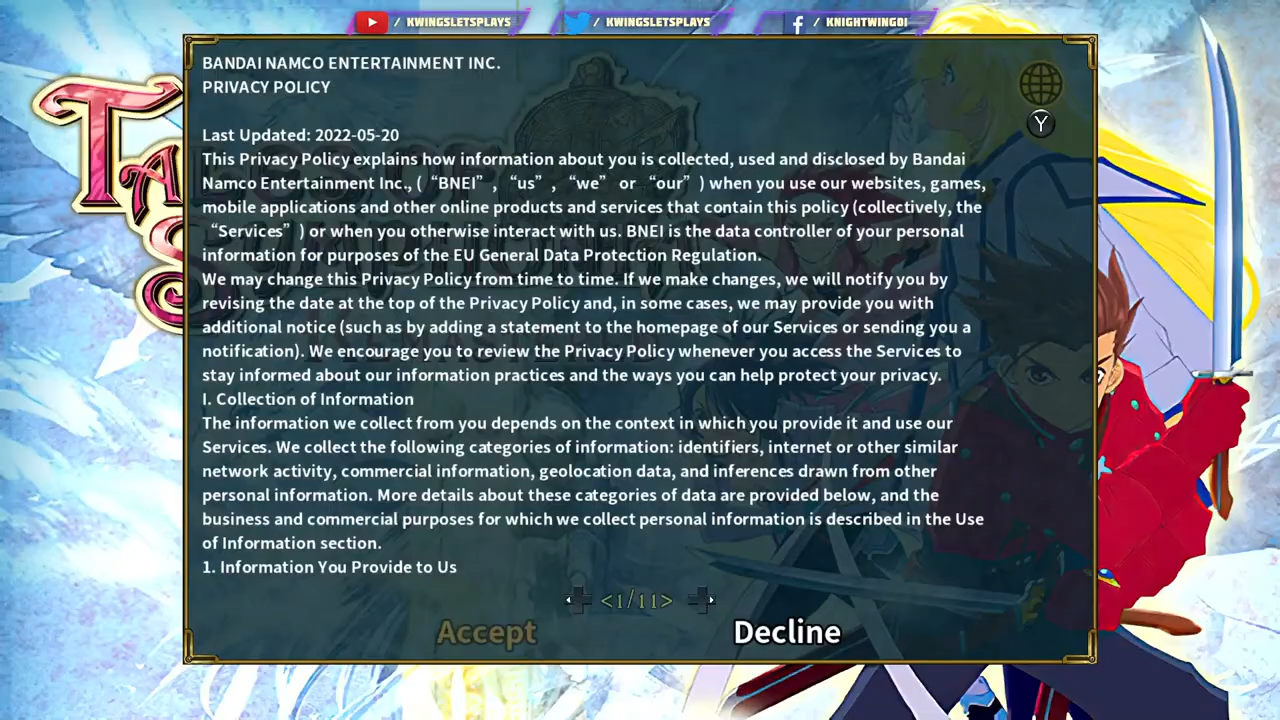 / KWINGSLETSPLAYS
/ KWINGSLETSPLAYS
/ KNIGHTWING01
BANDAI NAMCO ENTERTAINMENT INC.
PRIVACY POLICY
Last Updated: 2022-05-20
This Privacy Policy explains how information about you is collected, used and disclosed by Bandai
Namco Entertainment Inc., ( “BNEI” , “us” , “we” or “our” ) when you use our websites, games,
mobile applications and other online products and services that contain this policy (collectively, the
“Services” ) or when you otherwise interact with us. BNEI is the data controller of your personal
information for purposes of the EU General Data Protection Regulation.
We may change this Privacy Policy from time to time. If we make changes, we will notify you by
revising the date at the top of the Privacy Policy and, in some cases, we may provide you with
additional notice (such as by adding a statement to the homepage of our Services or sending you a
notification). We encourage you to review the Privacy Policy whenever you access the Services to
stay informed about our information practices and the ways you can help protect your privacy.
I. Collection of Information
The information we collect from you depends on the context in which you provide it and use our
Services. We collect the following categories of information: identifiers, internet or other similar
network activity, commercial information, geolocation data, and inferences drawn from other
personal information. More details about these categories of data are provided below, and the
business and commercial purposes for which we collect personal information is described in the Use
of Information section.
1. Information You Provide to Us
Y
<1/11>
Accept
Decline